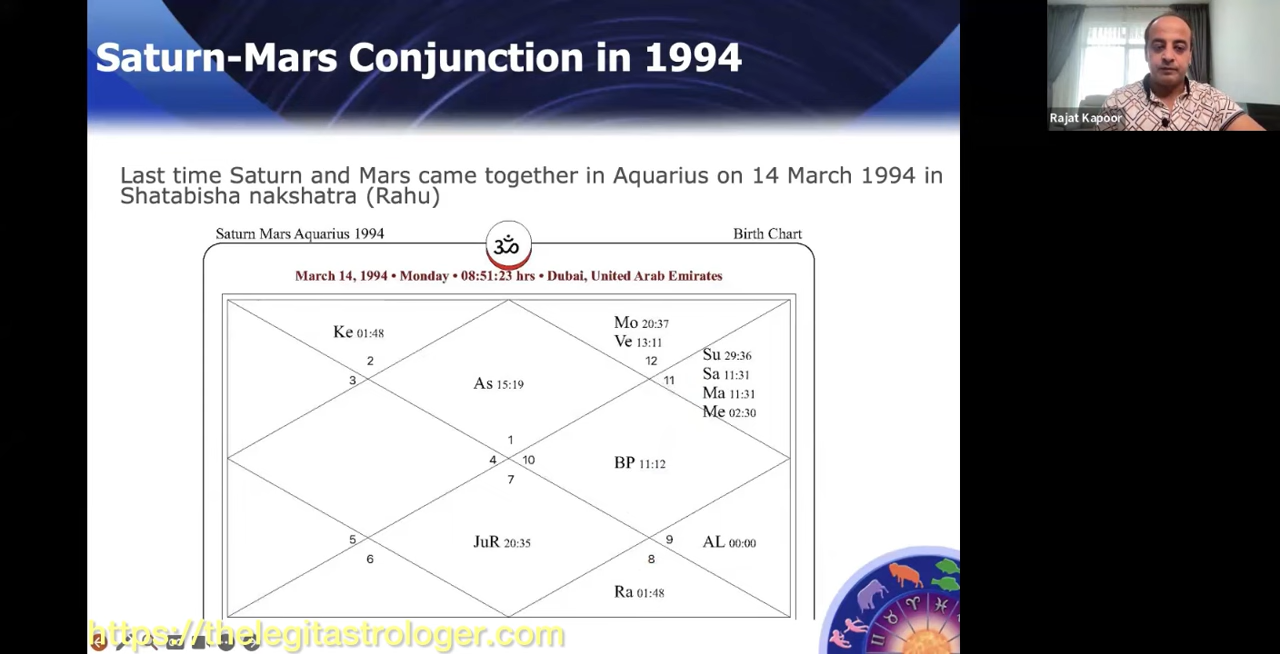 Saturn-Mars Conjunction in 1994
Rajat Kapoor
Last time Saturn and Mars came together in Aquarius on 14 March 1994 in
Shatabisha nakshatra (Rahu)
Saturn Mars Aquarius 1994
ॐ
Birth Chart
March 14, 1994 • Monday • 08:51:23 hrs • Dubai, United Arab Emirates
Ke 01:48
Mo 20:37
Ve 13:11
Su 29:36
Sa 11:31
Ma 11:31
Me 02:30
2
12
3
11
As 15:19
1
4
10
7
BP 11:12
5
JuR 20:35
9
AL 00:00
6
8
Ra 01:48
https://thelegitastrologer.com
♊ ♉ ♈ ♓